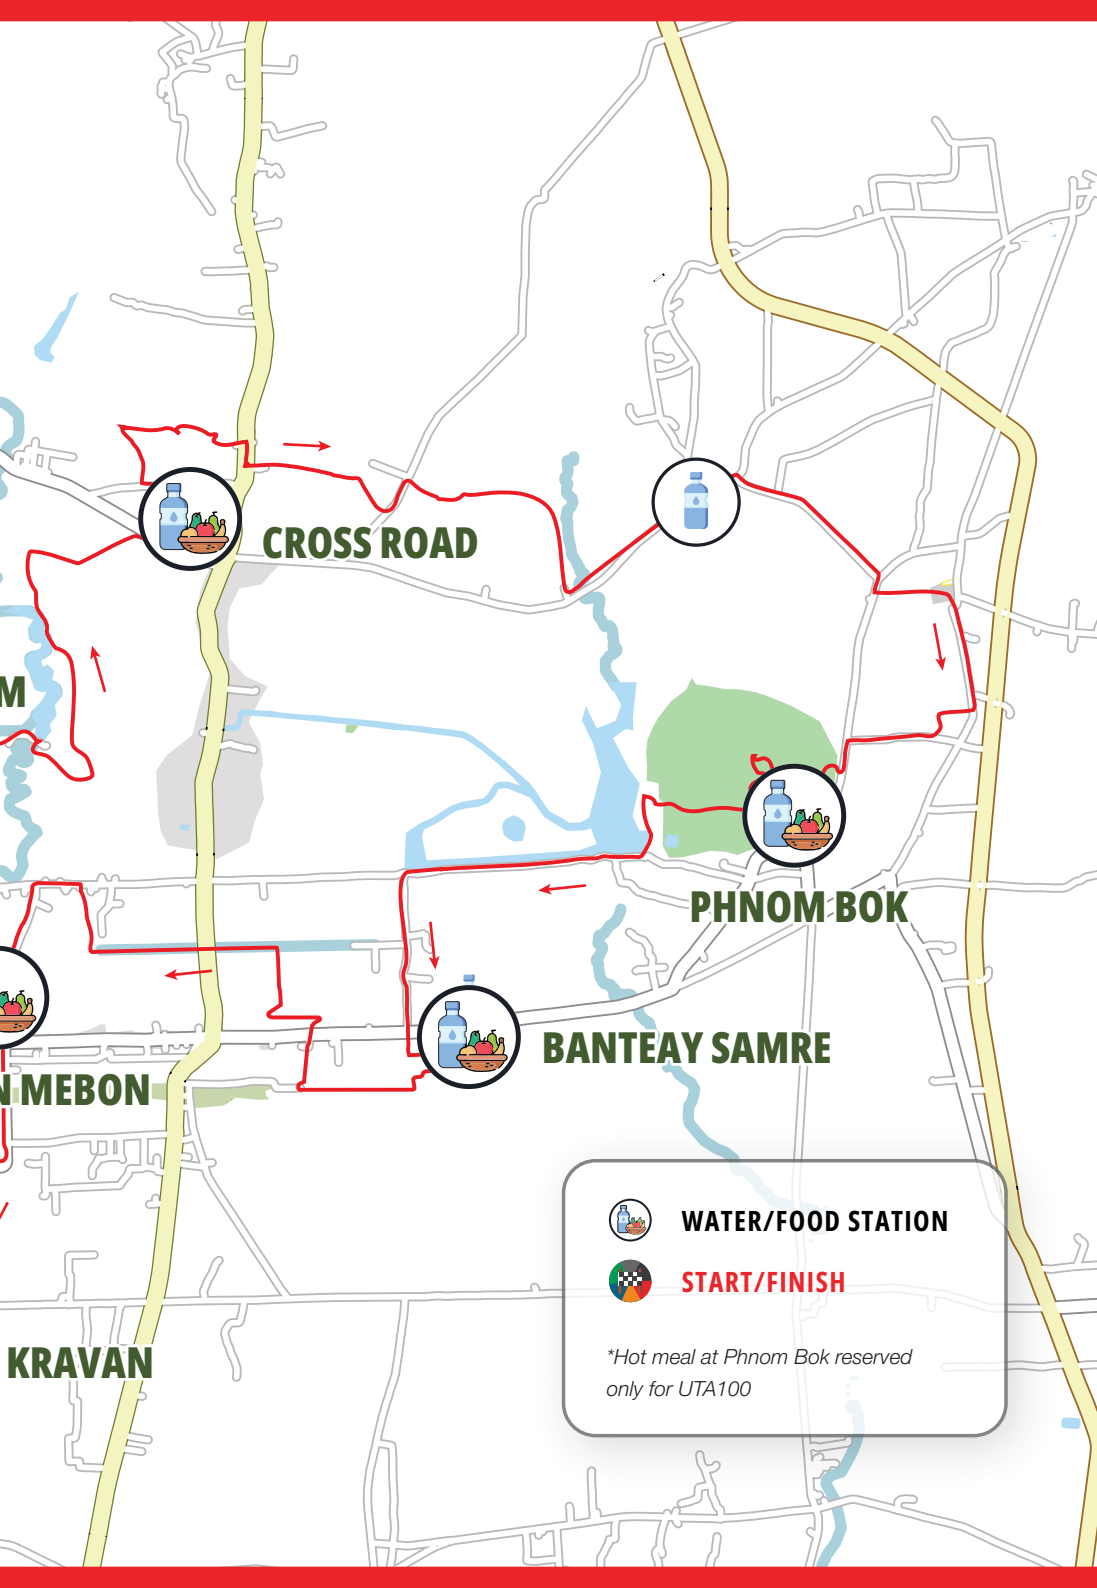 CROSS ROAD
M
PHNOM BOK
BANTEAY SAMRE
N MEBON
WATER/FOOD STATION
START/FINISH
KRAVAN
*Hot meal at Phnom Bok reserved
only for UTA100